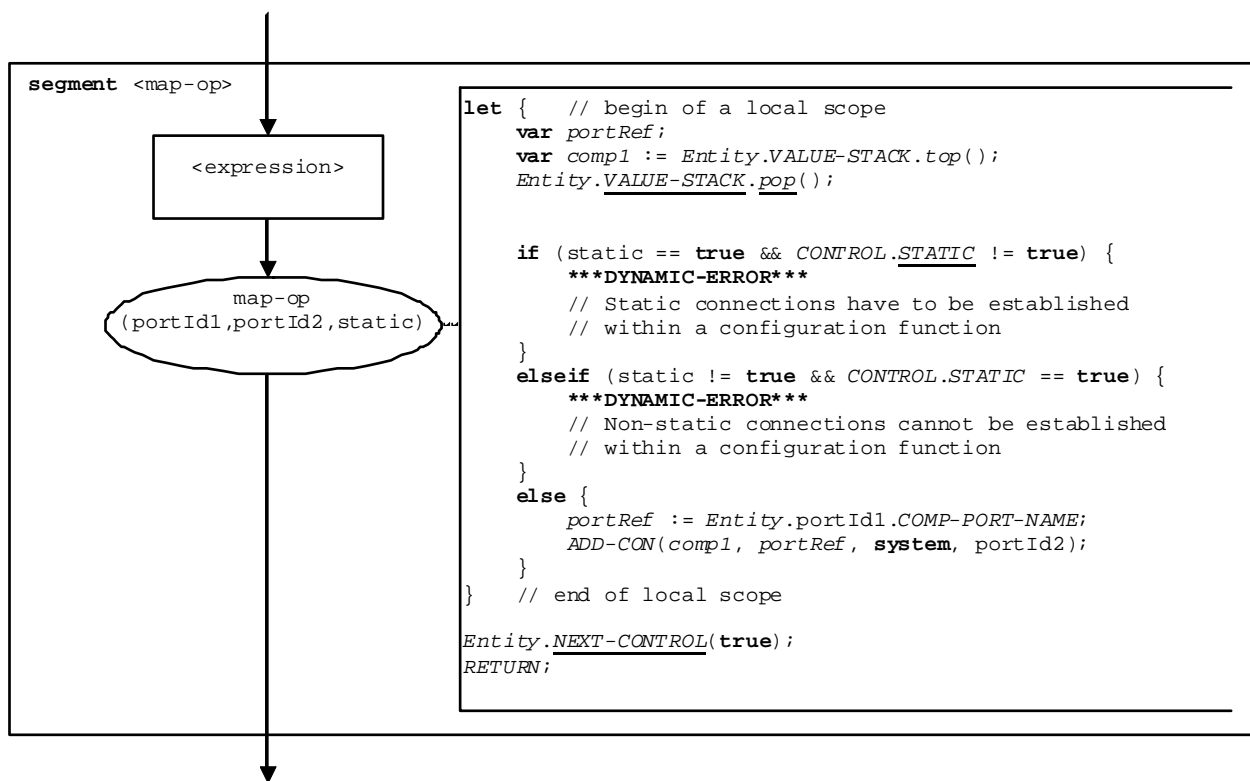 segment <map-op>
<expression>
map-op
(portId1,portId2,static)
let {   // begin of a local scope
    var portRef;
    var comp1 := Entity.VALUE-STACK.top();
    Entity.VALUE-STACK.pop();
    if (static == true && CONTROL.STATIC != true) {
        ***DYNAMIC-ERROR***
        // Static connections have to be established
        // within a configuration function
    }
    elseif (static != true && CONTROL.STATIC == true) {
        ***DYNAMIC-ERROR***
        // Non-static connections cannot be established
        // within a configuration function
    }
    else {
        portRef := Entity.portId1.COMP-PORT-NAME;
        ADD-CON(comp1, portRef, system, portId2);
    }
}   // end of local scope
Entity.NEXT-CONTROL(true);
RETURN;